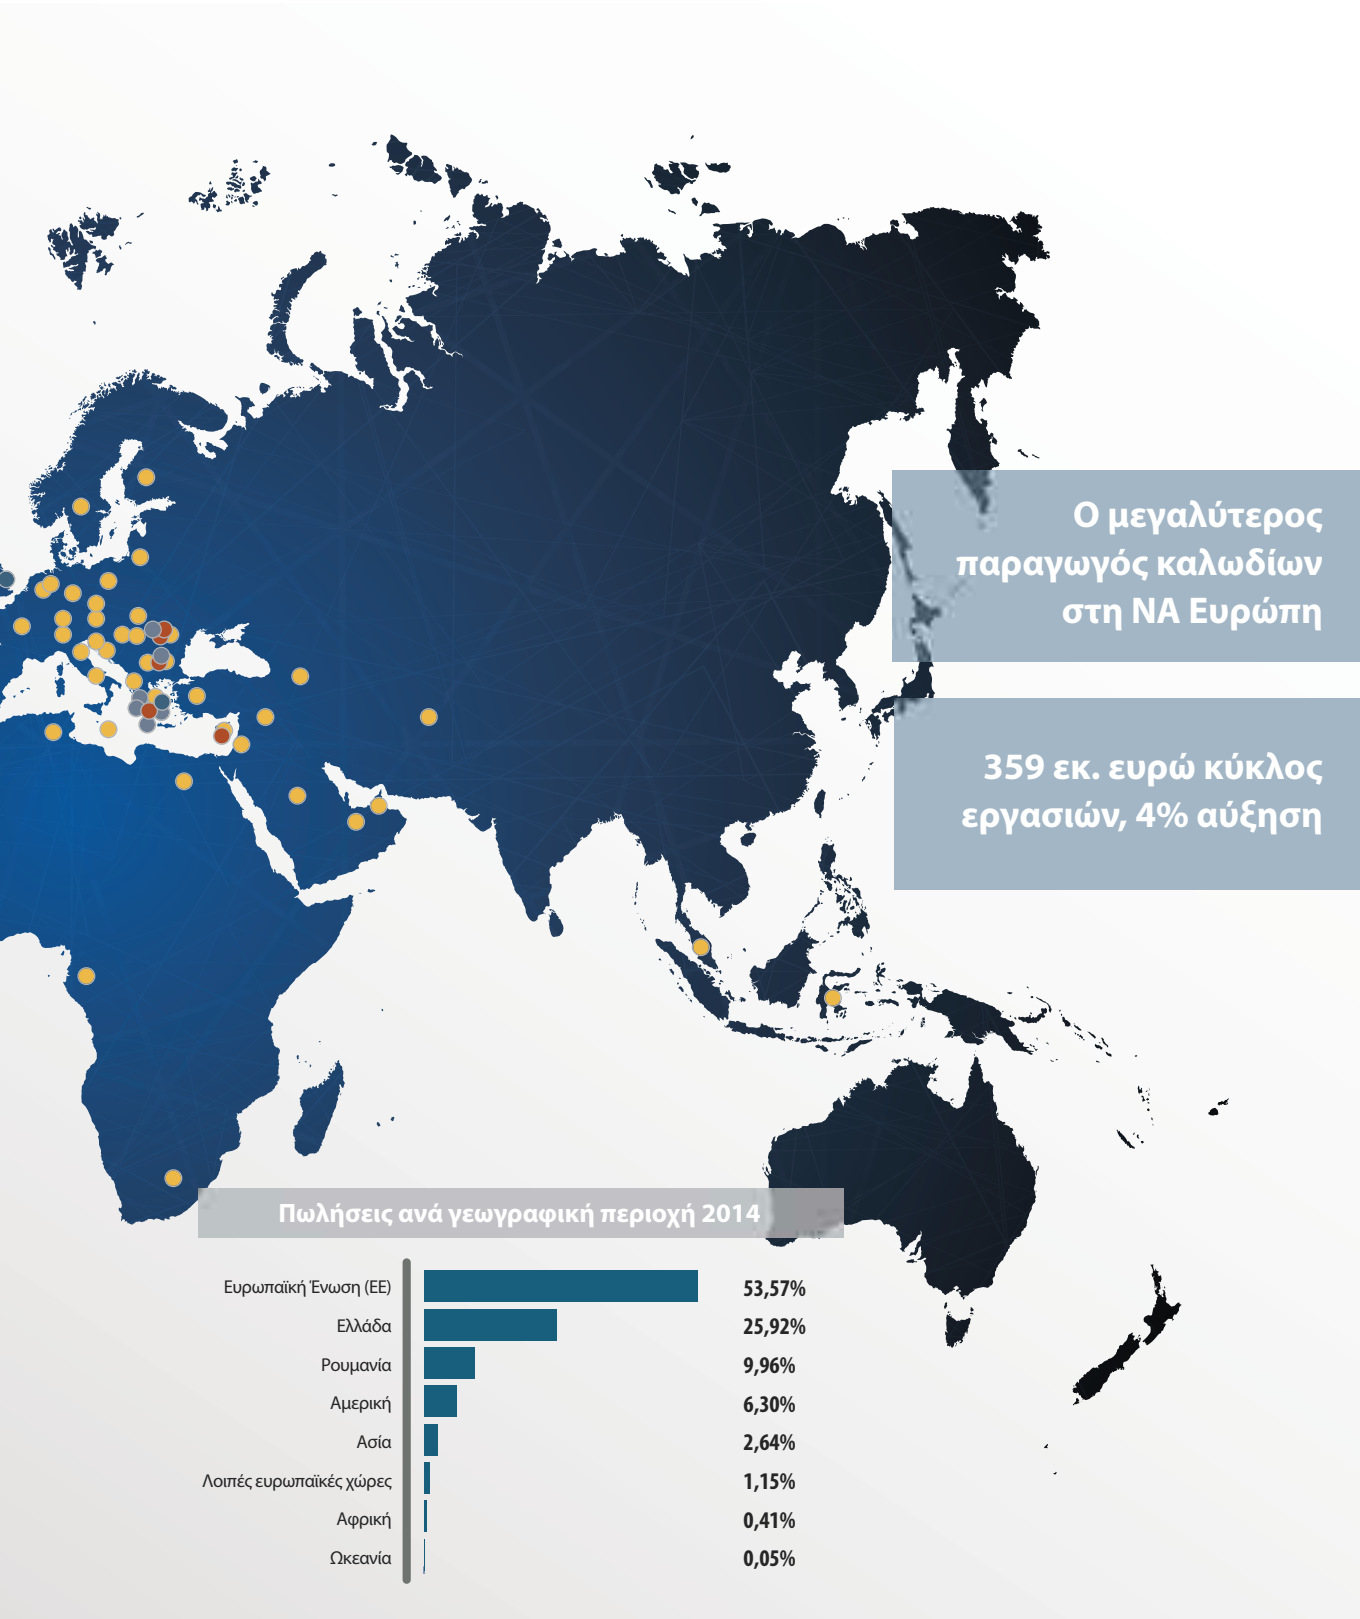 Ο μεγαλύτερος
παραγωγός καλωδίων
στη ΝΑ Ευρώπη
359 εκ. ευρώ κύκλος
εργασιών, 4% αύξηση
Πωλήσεις ανά γεωγραφική περιοχή 2014
Ευρωπαϊκή Ένωση (ΕΕ) 53,57%
Ελλάδα 25,92%
Ρουμανία 9,96%
Αμερική 6,30%
Ασία 2,64%
Λοιπές ευρωπαϊκές χώρες 1,15%
Αφρική 0,41%
Ωκεανία 0,05%